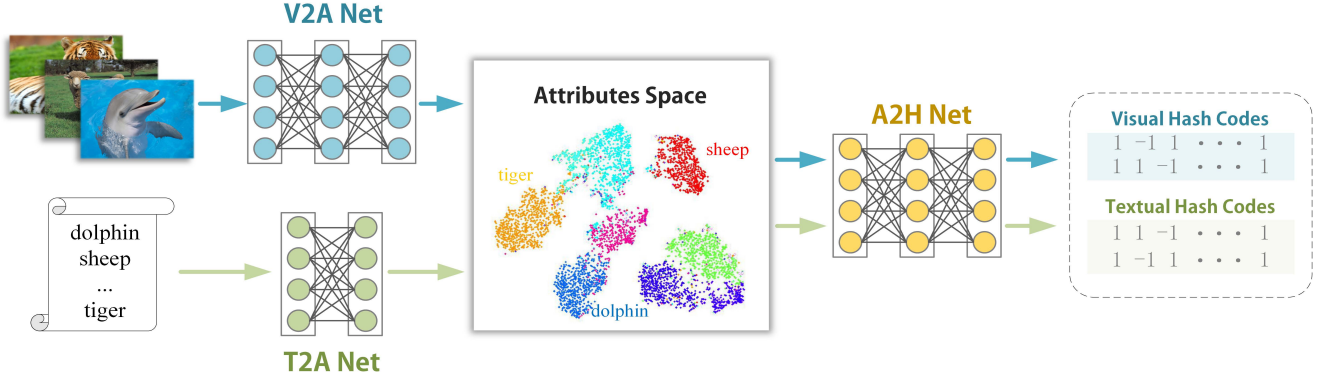 V2A Net
dolphin
sheep
...
tiger
T2A Net
Attributes Space
sheep
tiger
dolphin
A2H Net
Visual Hash Codes
1 −1 1 • • • 1
1 1 −1 • • • 1
Textual Hash Codes
1 1 −1 • • • 1
1 −1 1 • • • 1